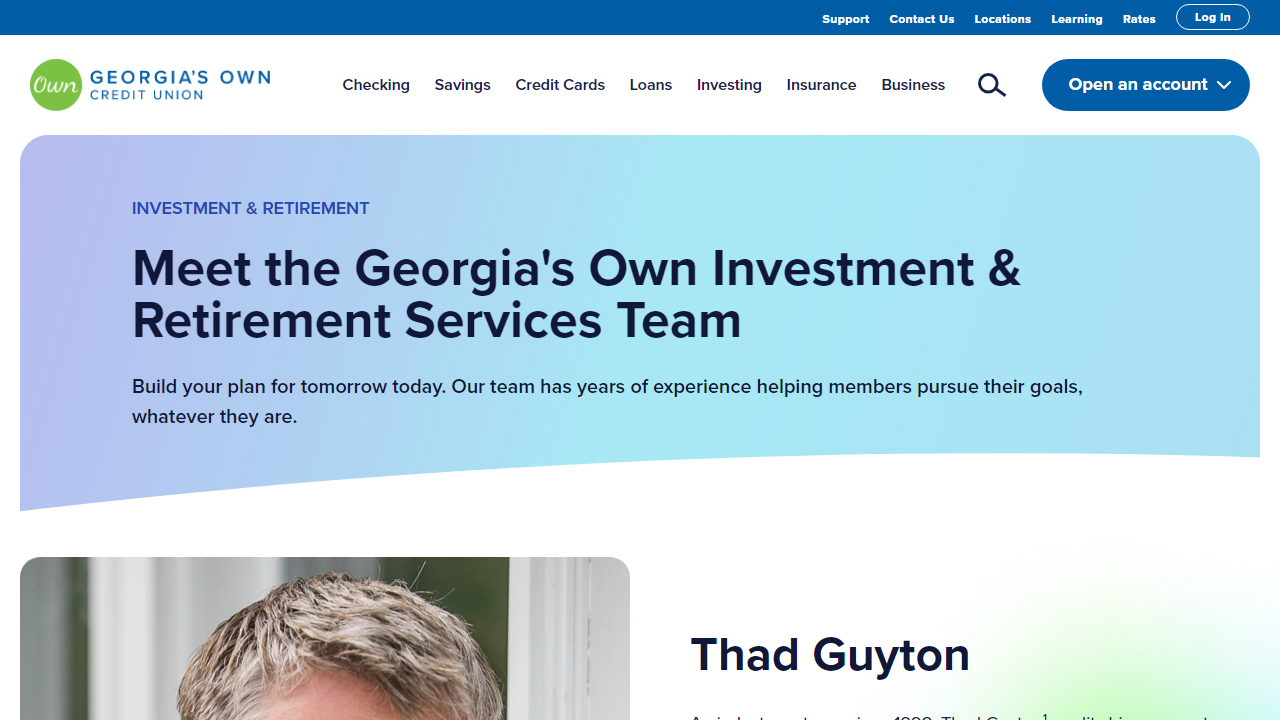 Support Contact Us Locations Learning Rates Log In
Own GEORGIA'S OWN
CREDIT UNION
Checking Savings Credit Cards Loans Investing Insurance Business Open an account
INVESTMENT & RETIREMENT
Meet the Georgia's Own Investment &
Retirement Services Team
Build your plan for tomorrow today. Our team has years of experience helping members pursue their goals,
whatever they are.
Thad Guyton